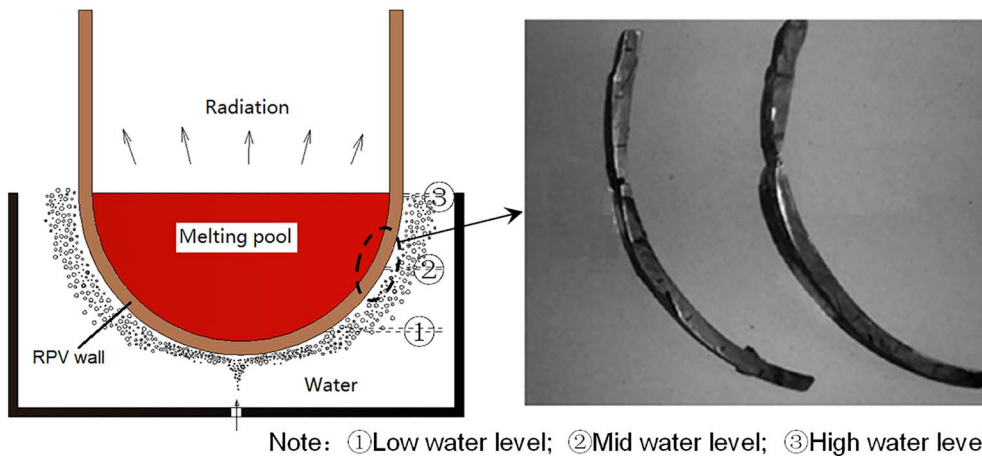 Radiation
③
Melting pool
②
①
RPV wall
Water
Note: ①Low water level; ②Mid water level; ③High water leve